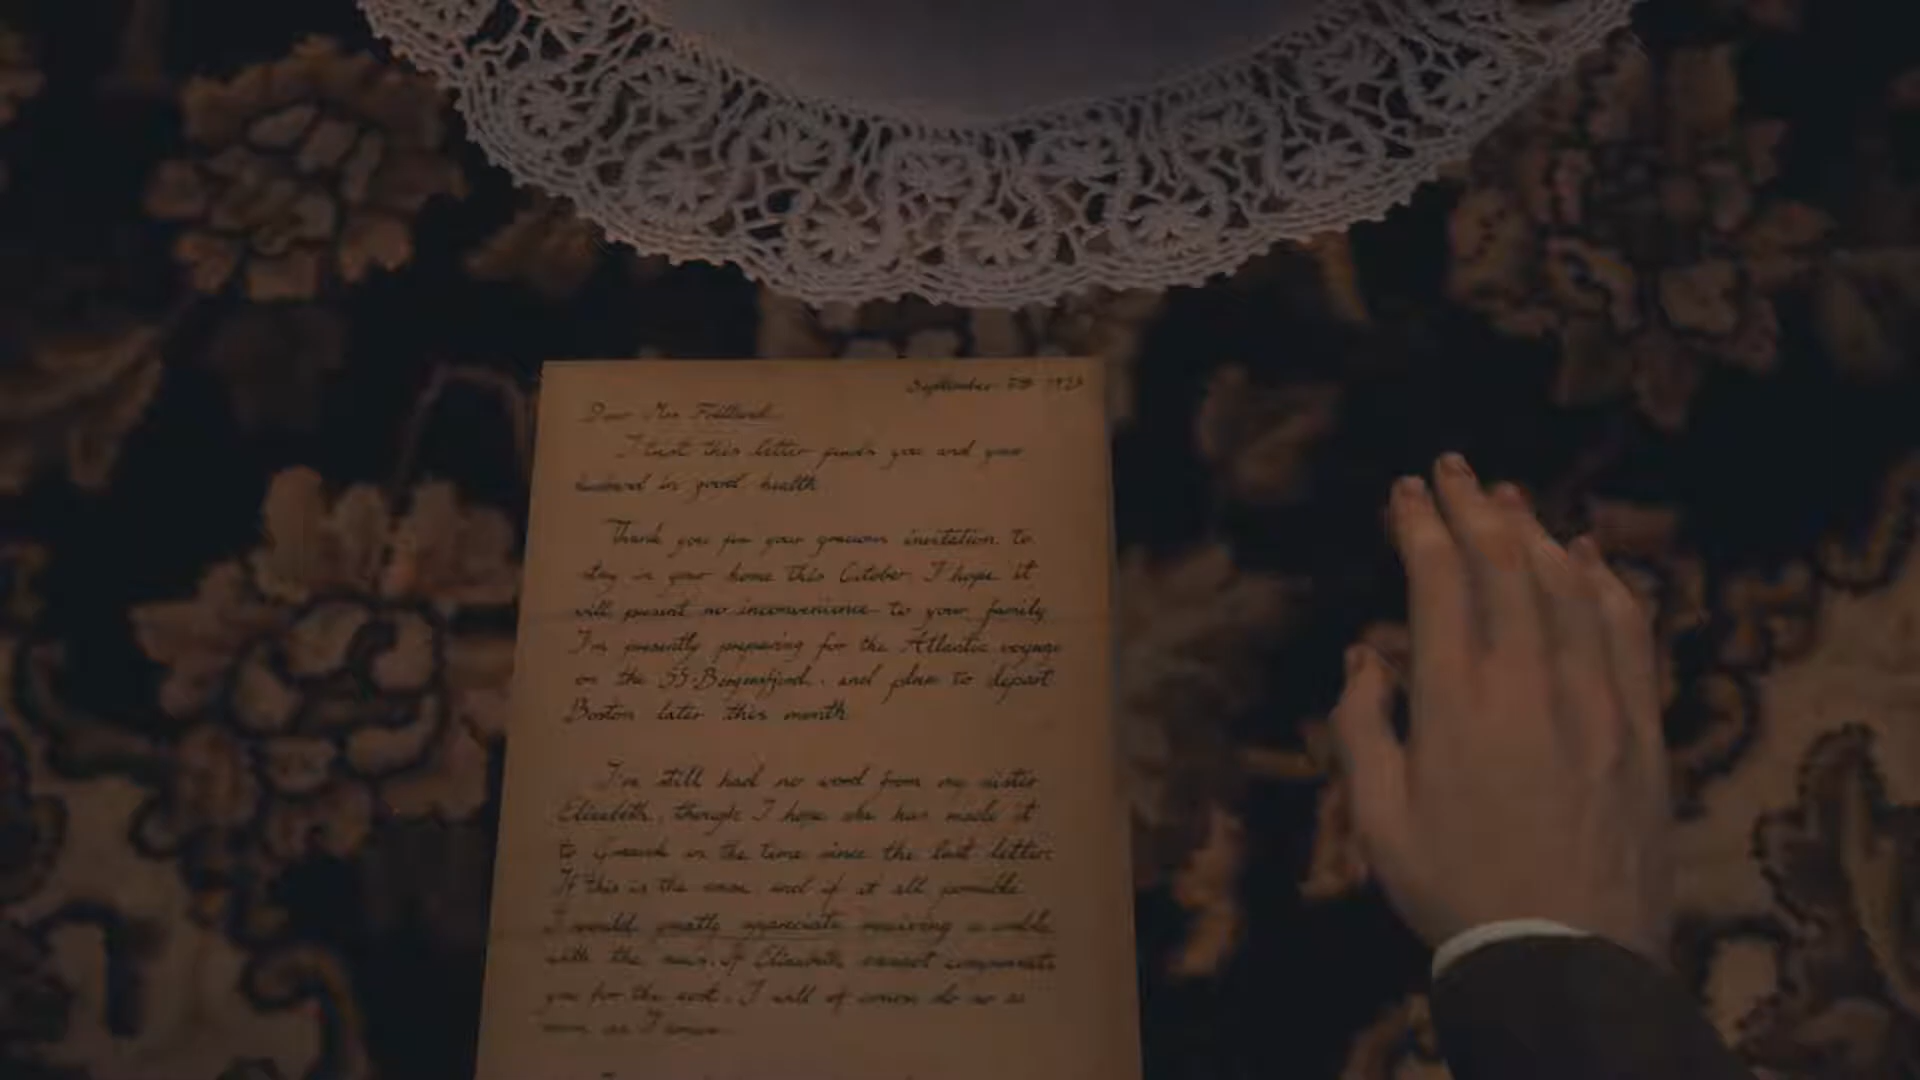 September 5th 192
Dear Mrs
I trust this letter finds you and your
husband in good health
Thank you for your gracious invitation to
stay in your home this October. I hope it
will present no inconvenience to your family.
I'm presently preparing for the Atlantic voyage
on the SS Bergensfjord, and plan to depart
Boston later this month
I've still had no word from my sister
Elizabeth, though I hope she has made it
to in the time since the last letter.
If this is the case, and if at all possible
I would greatly appreciate receiving a cable
with the news. If Elizabeth cannot compensate
you for the cost, I will of course do so as
soon as I